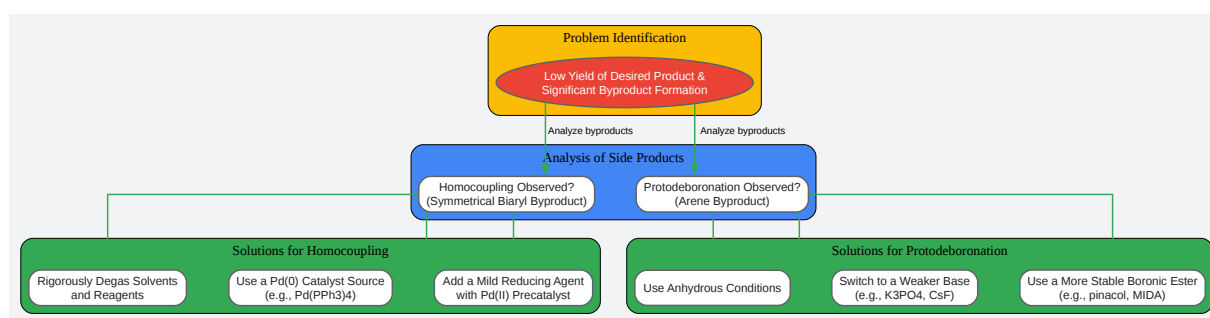 Problem Identification
Low Yield of Desired Product &
Significant Byproduct Formation
Analyze byproducts
Analyze byproducts
Analysis of Side Products
Homocoupling Observed?
(Symmetrical Biaryl Byproduct)
Protodeboronation Observed?
(Arene Byproduct)
Solutions for Homocoupling
Rigorously Degas Solvents
and Reagents
Use a Pd(0) Catalyst Source
(e.g., Pd(PPh3)4)
Add a Mild Reducing Agent
with Pd(II) Precatalyst
Solutions for Protodeboronation
Use Anhydrous Conditions
Switch to a Weaker Base
(e.g., K3PO4, CsF)
Use a More Stable Boronic Ester
(e.g., pinacol, MIDA)